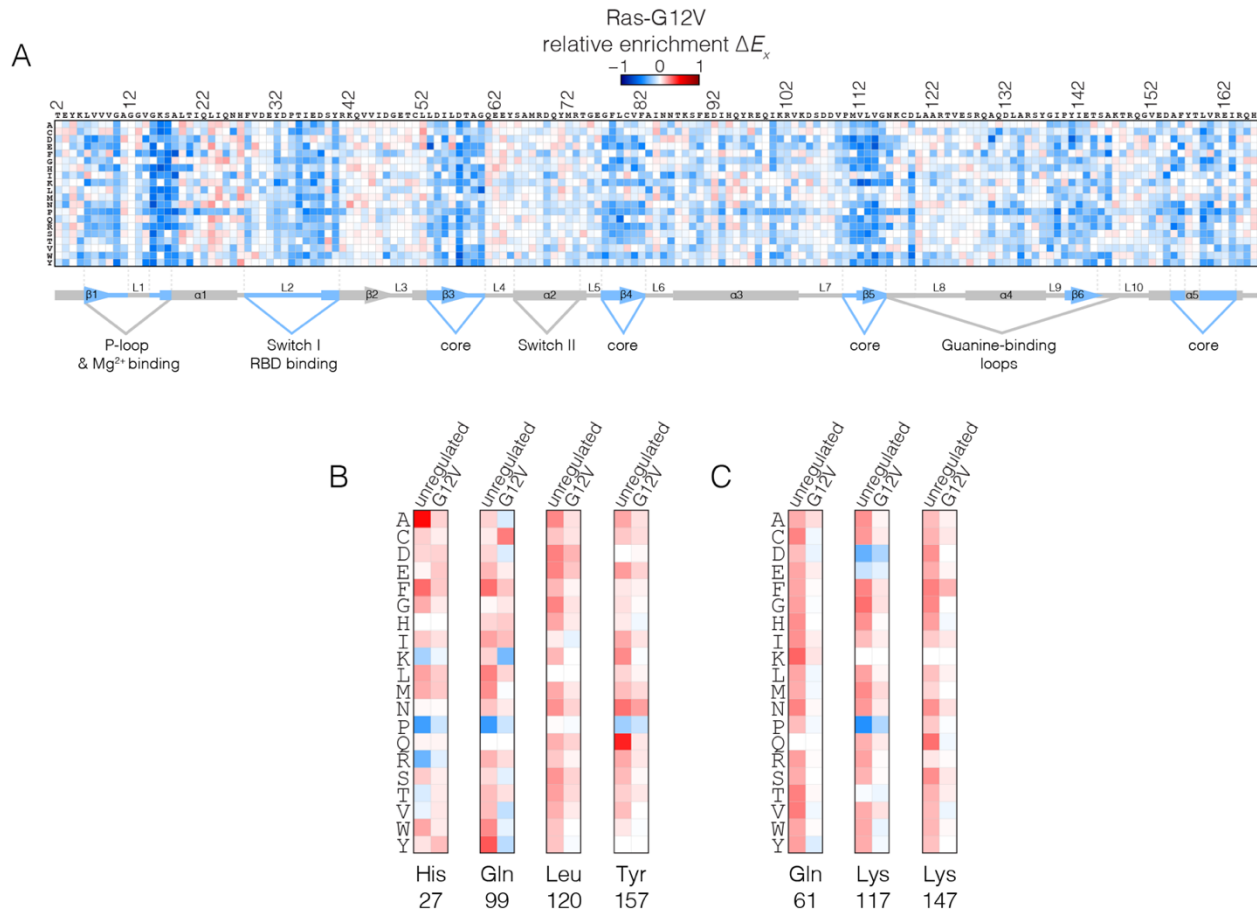 Ras-G12V
relative enrichment ΔEₓ
−1 0 1
A
2 12 22 32 42 52 62 72 82 92 102 112 122 132 142 152 162
TEYKLVVVGAGGVGKSALTIQLIQNHFVDEYDPTIEDSYRKQVVIDGETCLLDILDTAGQEEYSAMRDQYMRTGEGFLCVFAINNTKSFEDIHQYREQIKRVKDSDDVPMVLVGNKCDLAARTVESRQAQDLARSYGIPYIETSAKTRQGVEDAFYTLVREIRQH
A
C
D
E
F
G
H
I
K
L
M
N
P
Q
R
S
T
V
W
Y
β1 L1 α1 L2 β2 L3 β3 L4 α2 L5 β4 L6 α3 L7 β5 L8 α4 L9 β6 L10 α5
P-loop
& Mg²⁺ binding
Switch I
RBD binding
core
Switch II
core
core
Guanine-binding
loops
core
B
unregulated G12V unregulated G12V unregulated G12V unregulated G12V
A
C
D
E
F
G
H
I
K
L
M
N
P
Q
R
S
T
V
W
Y
His Gln Leu Tyr
27 99 120 157
C
unregulated G12V unregulated G12V unregulated G12V
A
C
D
E
F
G
H
I
K
L
M
N
P
Q
R
S
T
V
W
Y
Gln Lys Lys
61 117 147